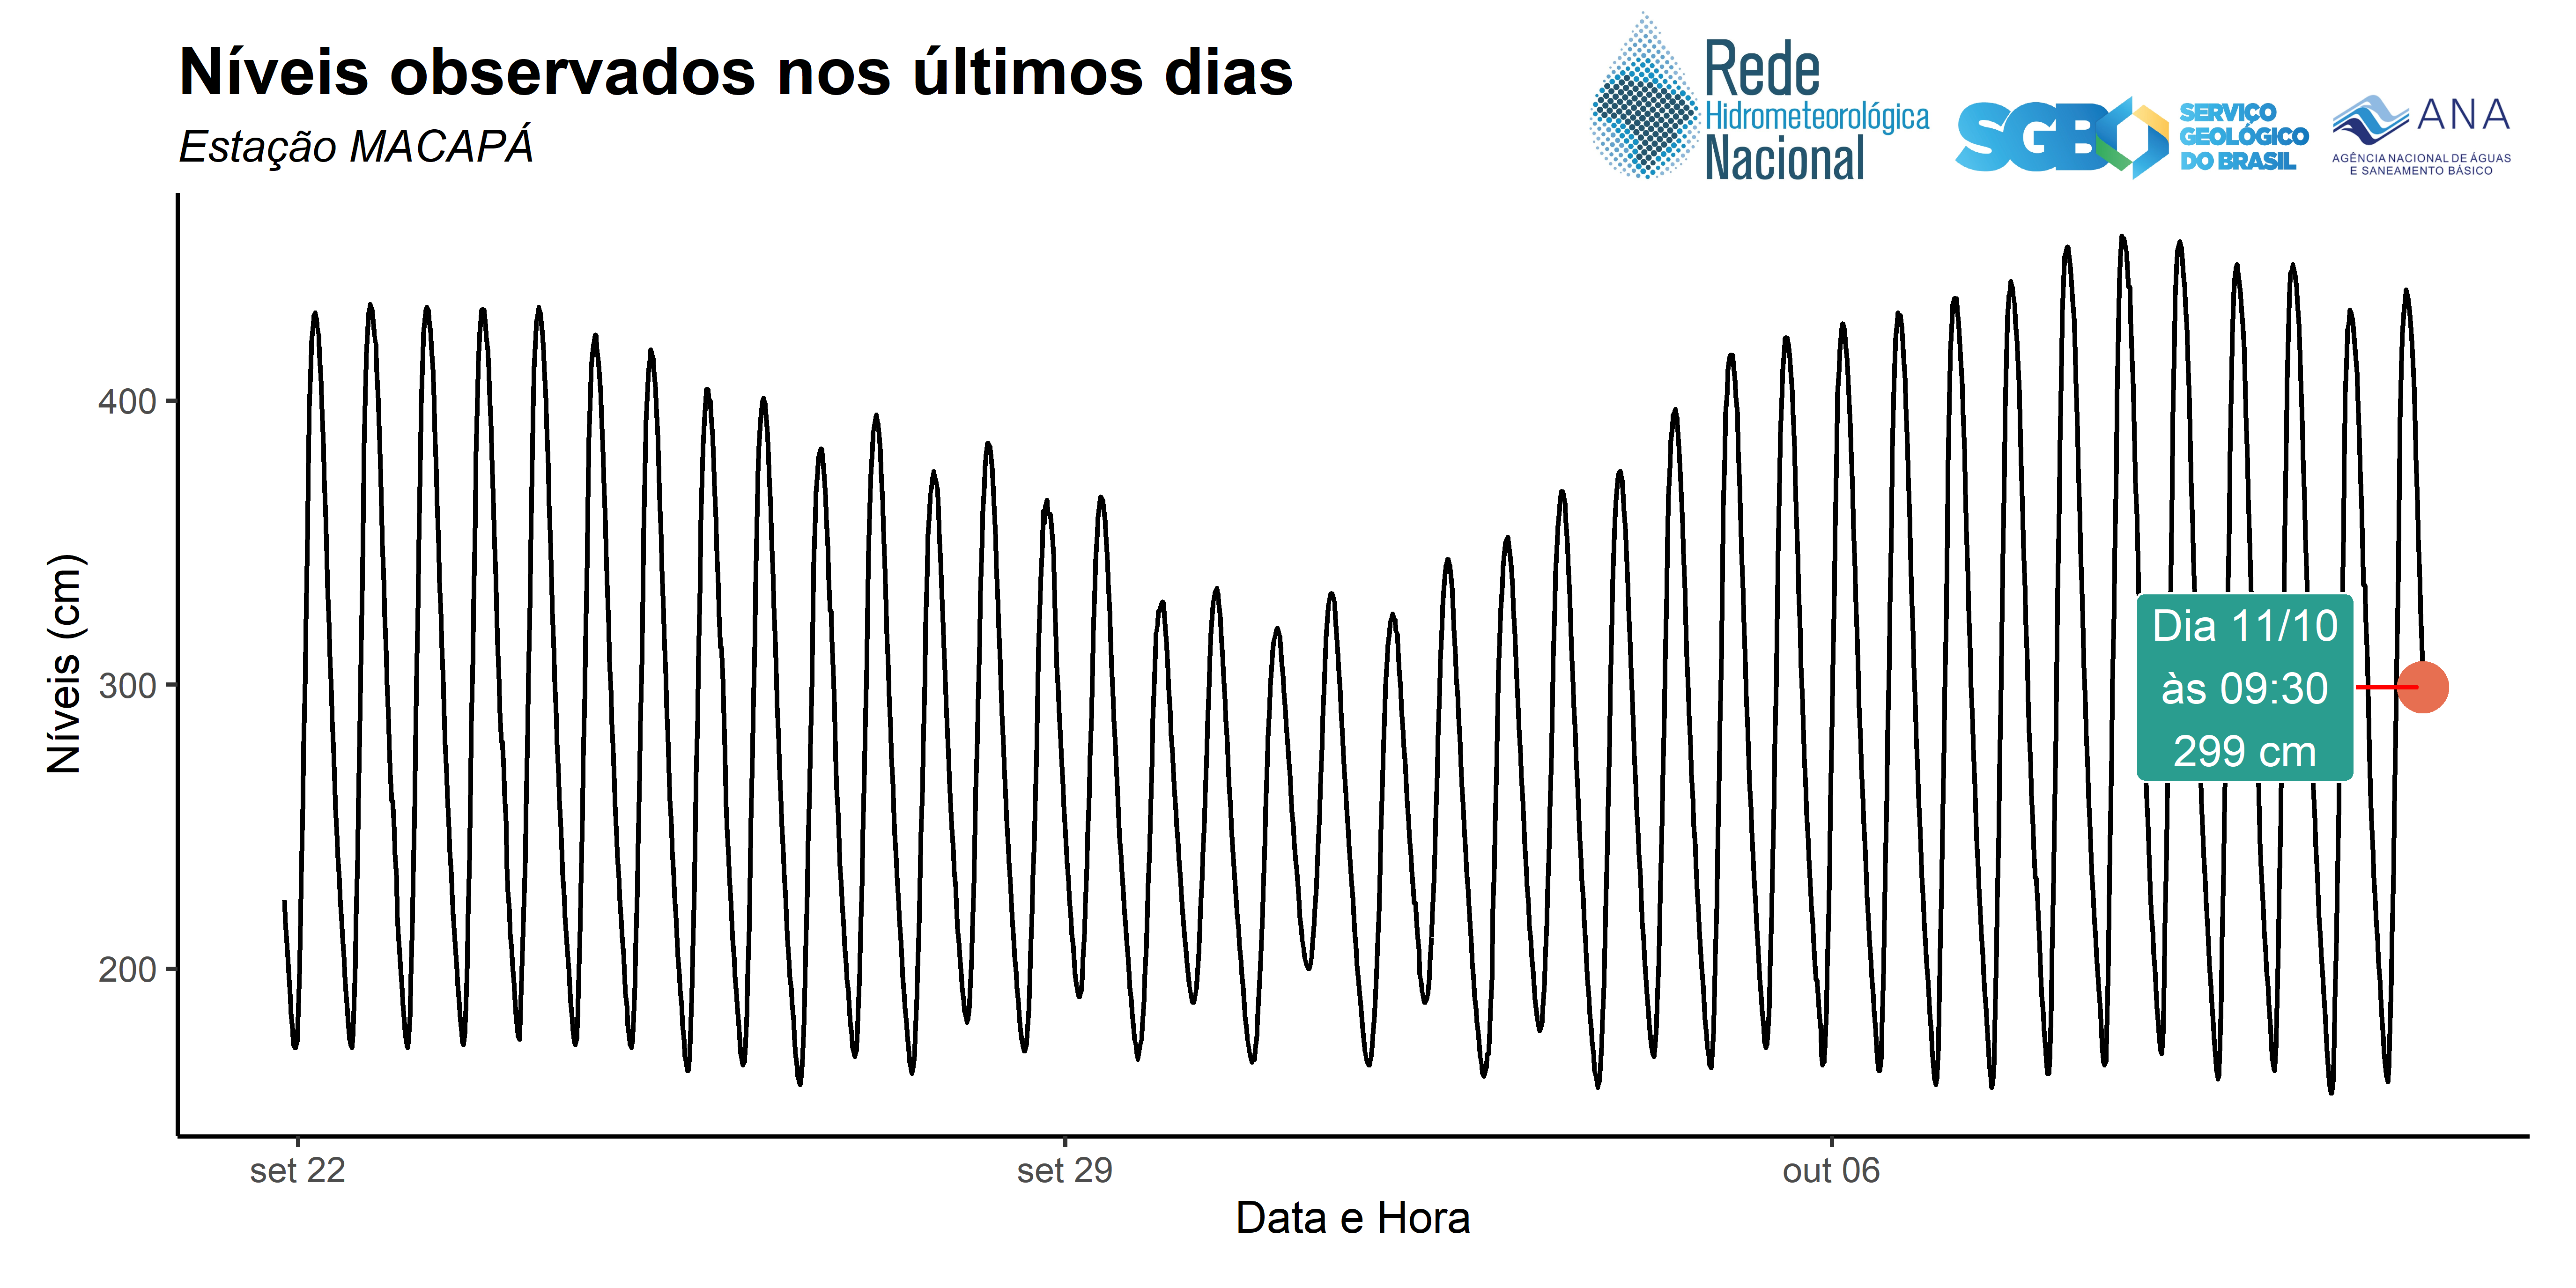 Níveis observados nos últimos dias
Estação MACAPÁ
Rede
Hidrometeorológica
Nacional
SGB
SERVIÇO
GEOLÓGICO
DO BRASIL
ANA
AGÊNCIA NACIONAL DE ÁGUAS
E SANEAMENTO BÁSICO
Níveis (cm)
400
300
200
Dia 11/10
às 09:30
299 cm
set 22
set 29
out 06
Data e Hora